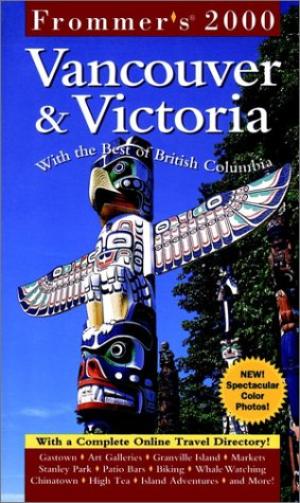 Frommer's® 2000
Vancouver
& Victoria
With the Best of British Columbia
NEW!
Spectacular
Color
Photos!
With a Complete Online Travel Directory!
Gastown ♦ Art Galleries ♦ Granville Island ♦ Markets
Stanley Park ♦ Patio Bars ♦ Biking ♦ Whale Watching
Chinatown ♦ High Tea ♦ Island Adventures ♦ and More!